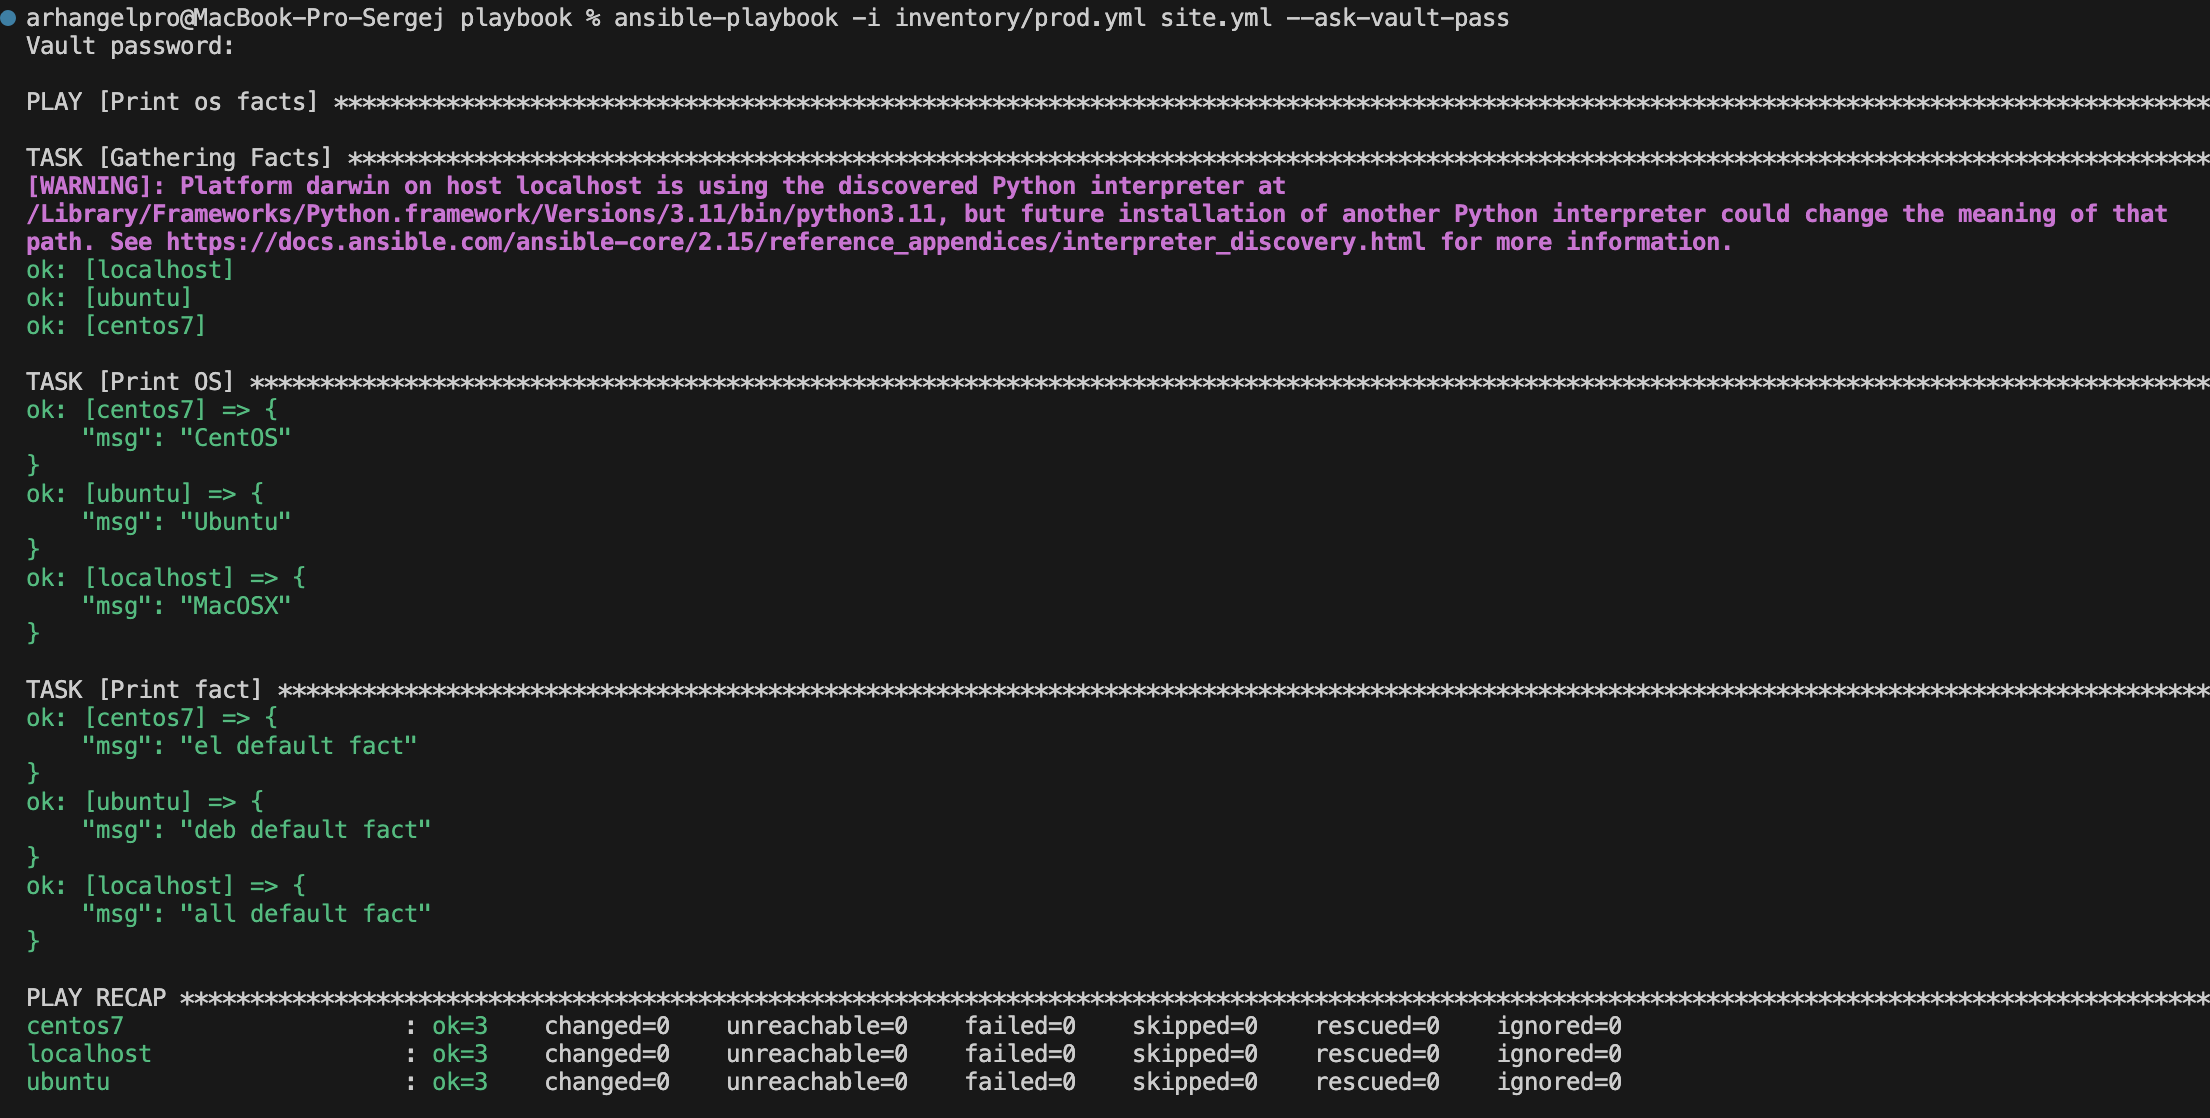 arhangelpro@MacBook-Pro-Sergej playbook % ansible-playbook -i inventory/prod.yml site.yml --ask-vault-pass
Vault password:
PLAY [Print os facts] **************************************************************************************************************************************
TASK [Gathering Facts] *************************************************************************************************************************************
[WARNING]: Platform darwin on host localhost is using the discovered Python interpreter at
/Library/Frameworks/Python.framework/Versions/3.11/bin/python3.11, but future installation of another Python interpreter could change the meaning of that
path. See https://docs.ansible.com/ansible-core/2.15/reference_appendices/interpreter_discovery.html for more information.
ok: [localhost]
ok: [ubuntu]
ok: [centos7]
TASK [Print OS] ********************************************************************************************************************************************
ok: [centos7] => {
    "msg": "CentOS"
}
ok: [ubuntu] => {
    "msg": "Ubuntu"
}
ok: [localhost] => {
    "msg": "MacOSX"
}
TASK [Print fact] ******************************************************************************************************************************************
ok: [centos7] => {
    "msg": "el default fact"
}
ok: [ubuntu] => {
    "msg": "deb default fact"
}
ok: [localhost] => {
    "msg": "all default fact"
}
PLAY RECAP *************************************************************************************************************************************************
centos7                    : ok=3    changed=0    unreachable=0    failed=0    skipped=0    rescued=0    ignored=0
localhost                  : ok=3    changed=0    unreachable=0    failed=0    skipped=0    rescued=0    ignored=0
ubuntu                     : ok=3    changed=0    unreachable=0    failed=0    skipped=0    rescued=0    ignored=0